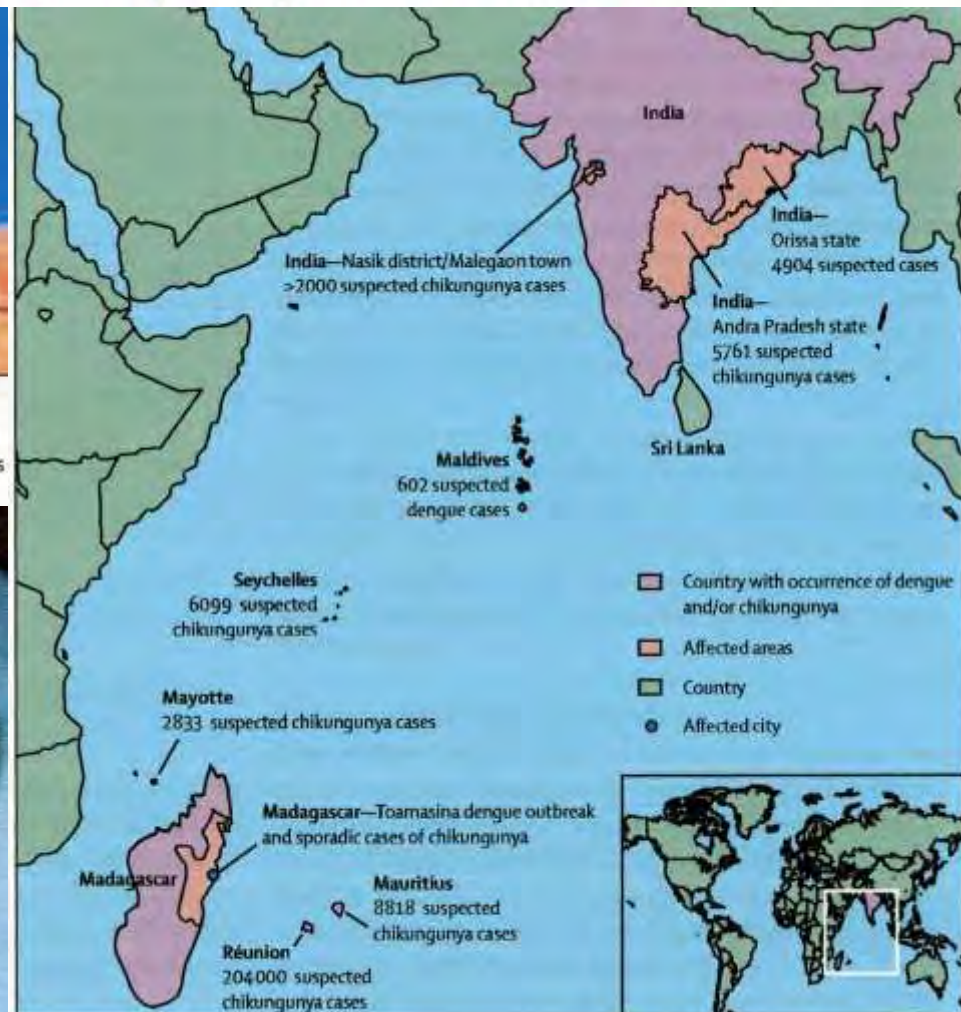 India
India—
Orissa state
4904 suspected cases
India—Nasik district/Malegaon town
>2000 suspected chikungunya cases
India—
Andra Pradesh state
5761 suspected
chikungunya cases
Sri Lanka
Maldives
602 suspected
dengue cases
Seychelles
6099 suspected
chikungunya cases
Country with occurrence of dengue
and/or chikungunya
Affected areas
Country
Affected city
Mayotte
2833 suspected chikungunya cases
Madagascar—Toamasina dengue outbreak
and sporadic cases of chikungunya
Madagascar
Mauritius
8818 suspected
chikungunya cases
Réunion
204000 suspected
chikungunya cases